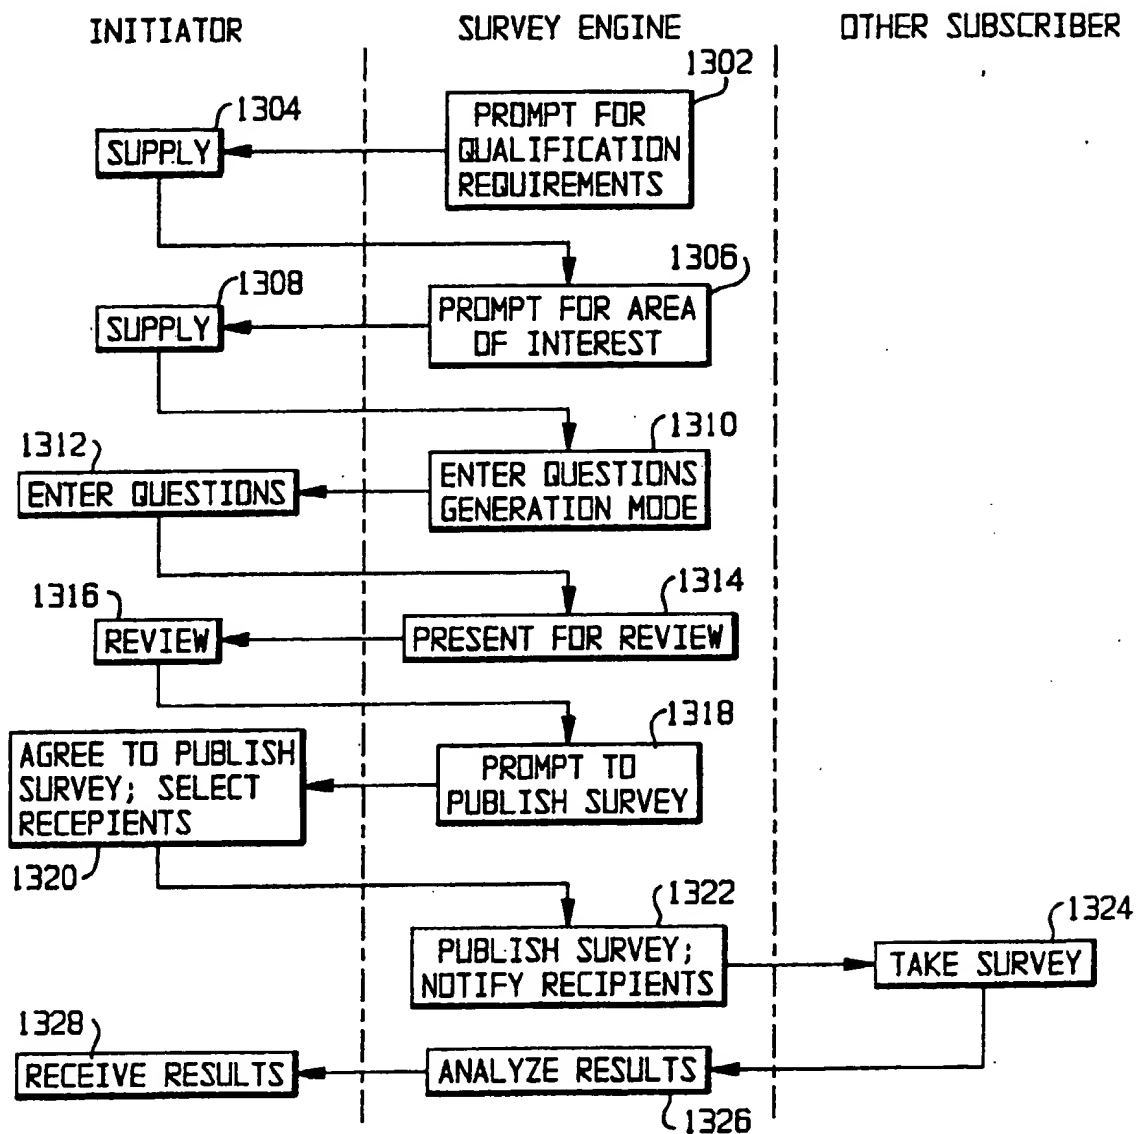 INITIATOR
SURVEY ENGINE
OTHER SUBSCRIBER
1302
1304
PROMPT FOR
QUALIFICATION
REQUIREMENTS
SUPPLY
1306
1308
PROMPT FOR AREA
OF INTEREST
SUPPLY
1310
1312
ENTER QUESTIONS
GENERATION MODE
ENTER QUESTIONS
1314
1316
PRESENT FOR REVIEW
REVIEW
1318
AGREE TO PUBLISH
SURVEY; SELECT
RECEPIENTS
PROMPT TO
PUBLISH SURVEY
1320
1322
1324
PUBLISH SURVEY;
NOTIFY RECIPIENTS
TAKE SURVEY
1328
RECEIVE RESULTS
ANALYZE RESULTS
1326